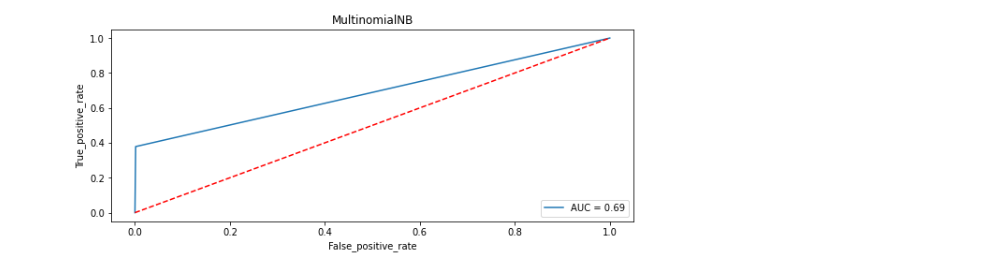 MultinomialNB
1.0
0.8
0.6
0.4
0.2
0.0
True_positive_rate
AUC = 0.69
0.0 0.2 0.4 0.6 0.8 1.0
False_positive_rate